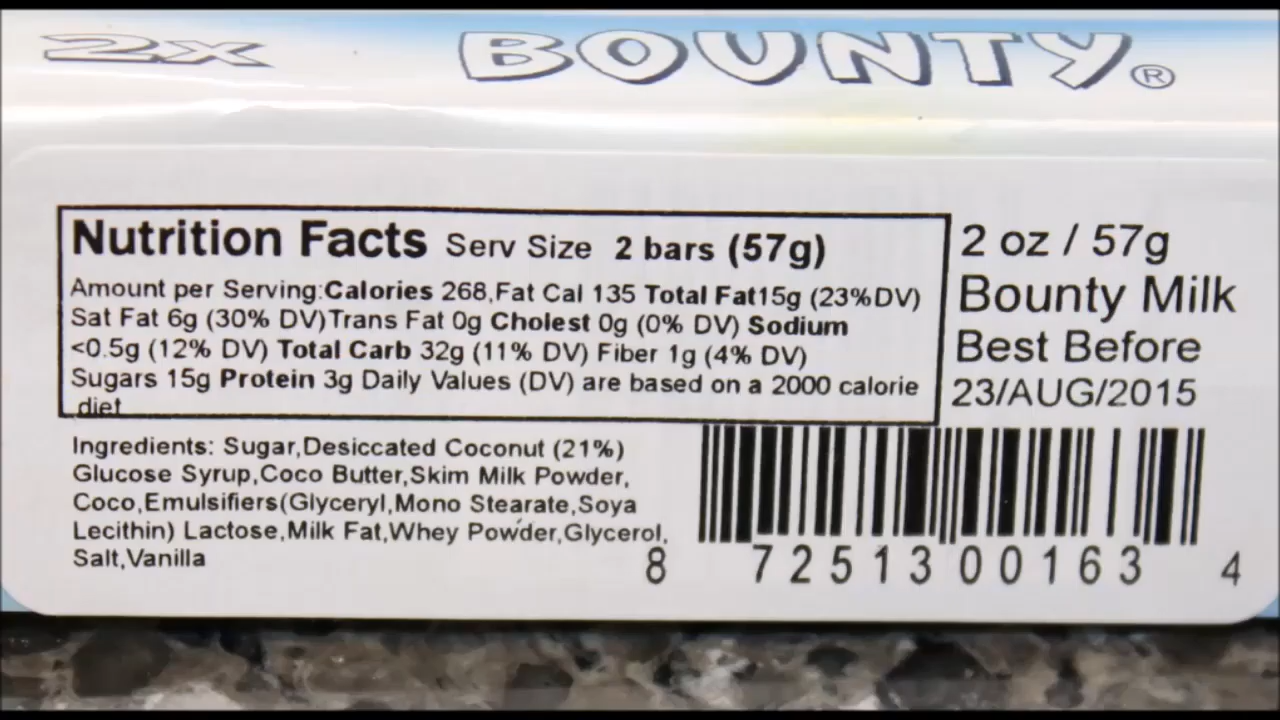 2x BOUNTY®
Nutrition Facts Serv Size 2 bars (57g)
Amount per Serving:Calories 268,Fat Cal 135 Total Fat15g (23%DV)
Sat Fat 6g (30% DV)Trans Fat 0g Cholest 0g (0% DV) Sodium
<0.5g (12% DV) Total Carb 32g (11% DV) Fiber 1g (4% DV)
Sugars 15g Protein 3g Daily Values (DV) are based on a 2000 calorie
diet
2 oz / 57g
Bounty Milk
Best Before
23/AUG/2015
Ingredients: Sugar,Desiccated Coconut (21%)
Glucose Syrup,Coco Butter,Skim Milk Powder,
Coco,Emulsifiers(Glyceryl,Mono Stearate,Soya
Lecithin) Lactose,Milk Fat,Whey Powder,Glycerol,
Salt,Vanilla
8 72513 00163 4